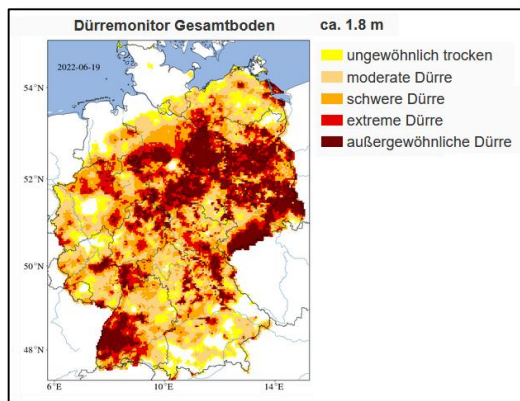 Dürremonitor Gesamtboden ca. 1.8 m
2022-06-19
54°N
52°N
50°N
48°N
6°E 10°E 14°E
ungewöhnlich trocken
moderate Dürre
schwere Dürre
extreme Dürre
außergewöhnliche Dürre